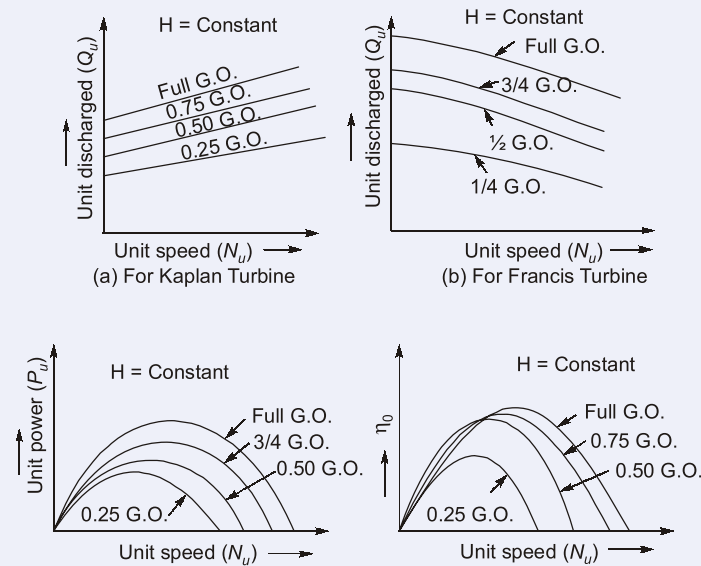 H = Constant
Unit discharged (Qu)
Full G.O.
0.75 G.O.
0.50 G.O.
0.25 G.O.
Unit speed (Nu)
(a) For Kaplan Turbine
H = Constant
Unit discharged (Qu)
Full G.O.
3/4 G.O.
½ G.O.
1/4 G.O.
Unit speed (Nu)
(b) For Francis Turbine
H = Constant
Unit power (Pu)
Full G.O.
3/4 G.O.
0.50 G.O.
0.25 G.O.
Unit speed (Nu)
H = Constant
η0
Full G.O.
0.75 G.O.
0.50 G.O.
0.25 G.O.
Unit speed (Nu)